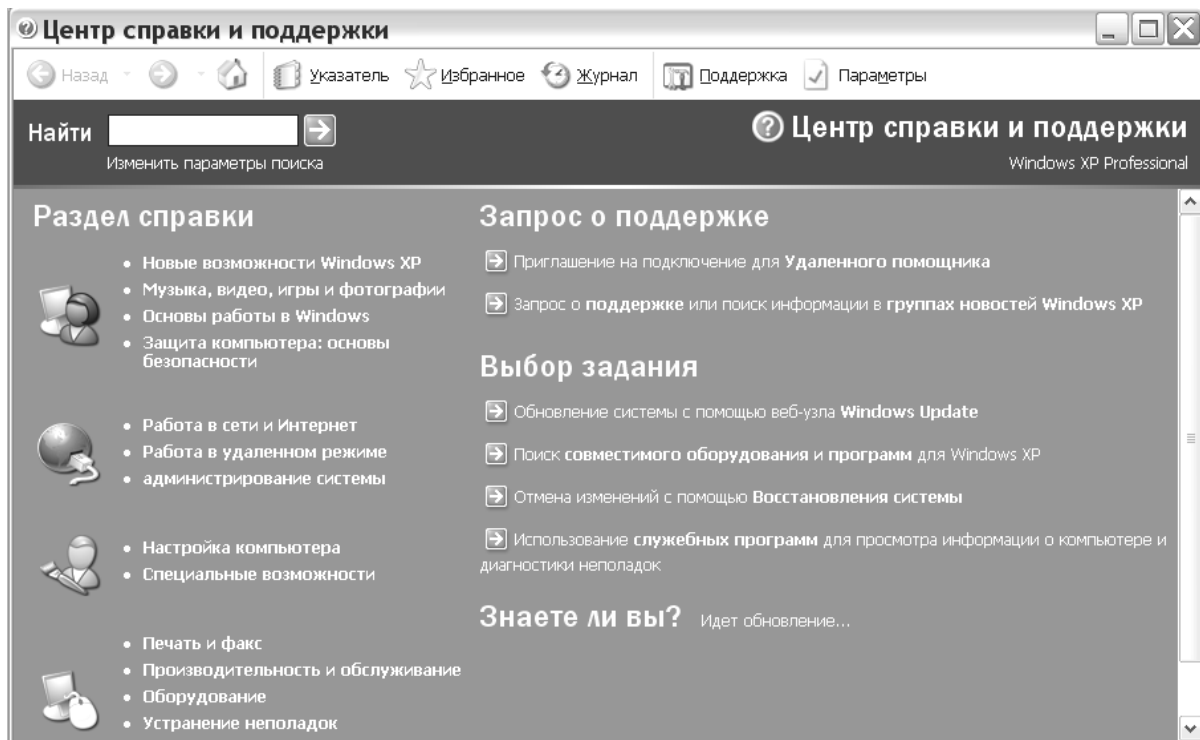 Центр справки и поддержки
Назад Указатель Избранное Журнал Поддержка Параметры
Найти
Изменить параметры поиска
Центр справки и поддержки
Windows XP Professional
Раздел справки
Новые возможности Windows XP
Музыка, видео, игры и фотографии
Основы работы в Windows
Защита компьютера: основы
безопасности
Работа в сети и Интернет
Работа в удаленном режиме
администрирование системы
Настройка компьютера
Специальные возможности
Печать и факс
Производительность и обслуживание
Оборудование
Устранение неполадок
Запрос о поддержке
Приглашение на подключение для Удаленного помощника
Запрос о поддержке или поиск информации в группах новостей Windows XP
Выбор задания
Обновление системы с помощью веб-узла Windows Update
Поиск совместимого оборудования и программ для Windows XP
Отмена изменений с помощью Восстановления системы
Использование служебных программ для просмотра информации о компьютере и
диагностики неполадок
Знаете ли вы? Идет обновление...